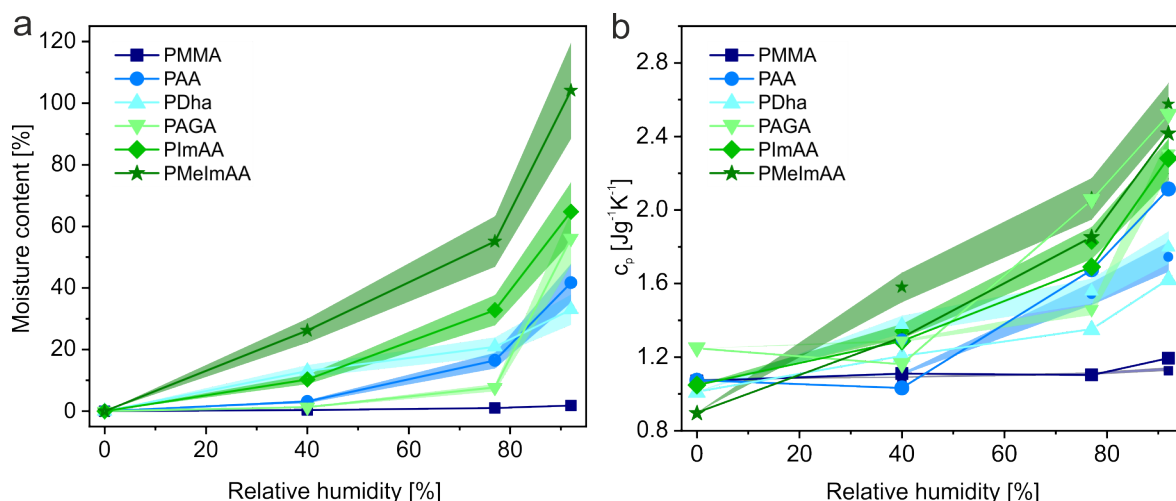 a
120
100
80
60
40
20
0
Moisture content [%]
PMMA
PAA
PDha
PAGA
PImAA
PMeImAA
0 20 40 60 80
Relative humidity [%]
b
2.8
2.4
2.0
1.6
1.2
0.8
c_p [Jg⁻¹K⁻¹]
PMMA
PAA
PDha
PAGA
PImAA
PMeImAA
0 20 40 60 80
Relative humidity [%]